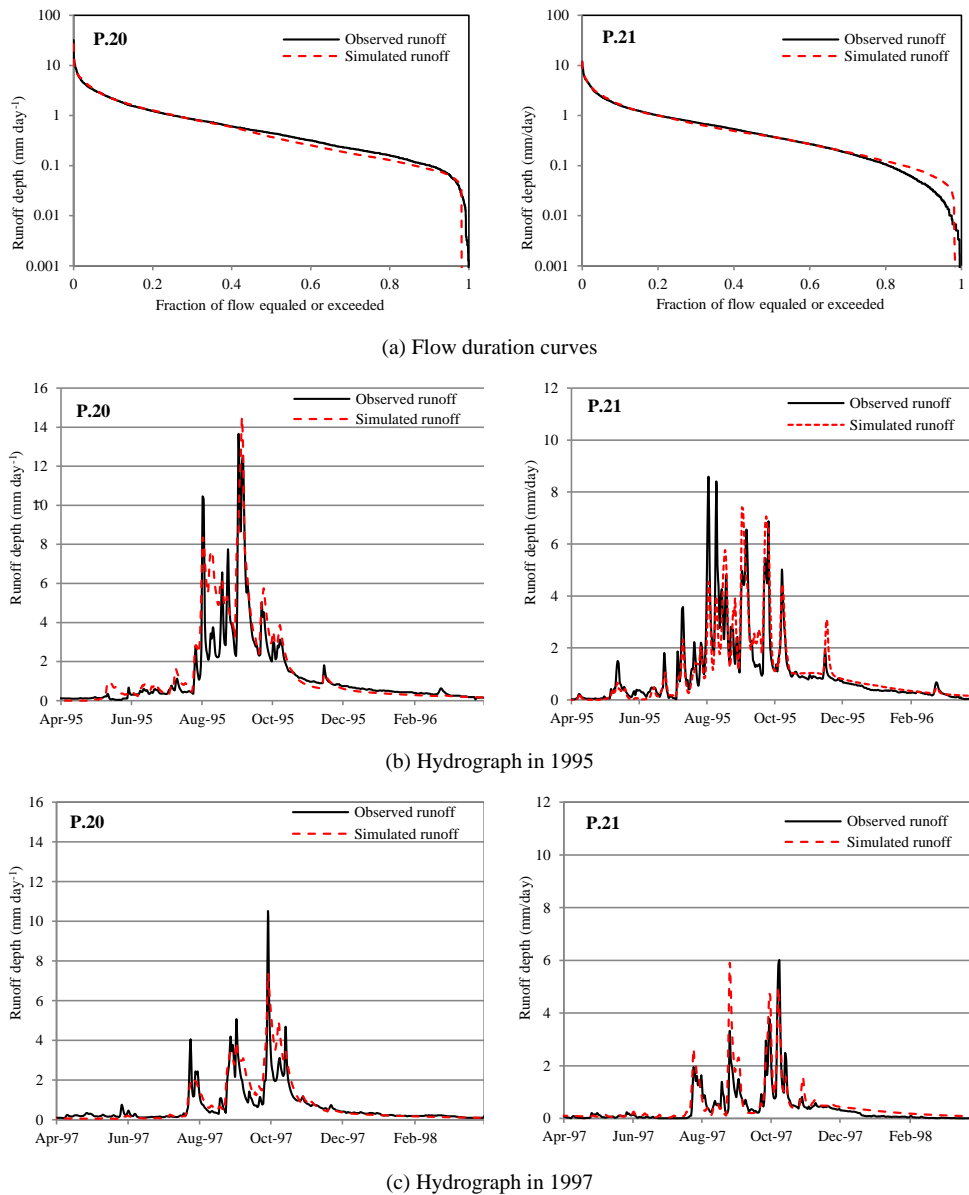 P.20
Observed runoff
Simulated runoff
Runoff depth (mm day-1)
100
10
1
0.1
0.01
0.001
0 0.2 0.4 0.6 0.8 1
Fraction of flow equaled or exceeded
P.21
Observed runoff
Simulated runoff
Runoff depth (mm/day)
100
10
1
0.1
0.01
0.001
0 0.2 0.4 0.6 0.8 1
Fraction of flow equaled or exceeded
(a) Flow duration curves
P.20
Observed runoff
Simulated runoff
Runoff depth (mm day-1)
16
14
12
10
8
6
4
2
0
Apr-95 Jun-95 Aug-95 Oct-95 Dec-95 Feb-96
P.21
Observed runoff
Simulated runoff
Runoff depth (mm/day)
12
10
8
6
4
2
0
Apr-95 Jun-95 Aug-95 Oct-95 Dec-95 Feb-96
(b) Hydrograph in 1995
P.20
Observed runoff
Simulated runoff
Runoff depth (mm day-1)
16
14
12
10
8
6
4
2
0
Apr-97 Jun-97 Aug-97 Oct-97 Dec-97 Feb-98
P.21
Observed runoff
Simulated runoff
Runoff depth (mm/day)
12
10
8
6
4
2
0
Apr-97 Jun-97 Aug-97 Oct-97 Dec-97 Feb-98
(c) Hydrograph in 1997